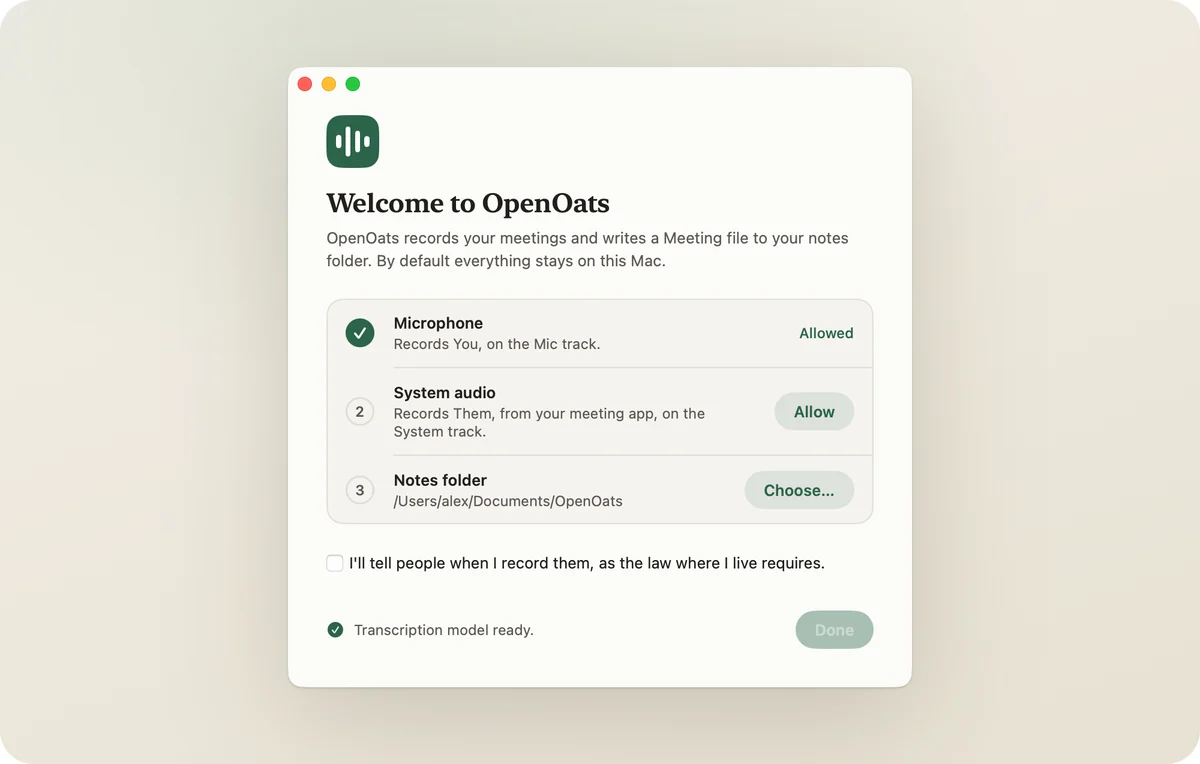 Welcome to OpenOats
OpenOats records your meetings and writes a Meeting file to your notes
folder. By default everything stays on this Mac.
Microphone
Records You, on the Mic track.
Allowed
2
System audio
Records Them, from your meeting app, on the
System track.
Allow
3
Notes folder
/Users/alex/Documents/OpenOats
Choose...
I'll tell people when I record them, as the law where I live requires.
Transcription model ready.
Done